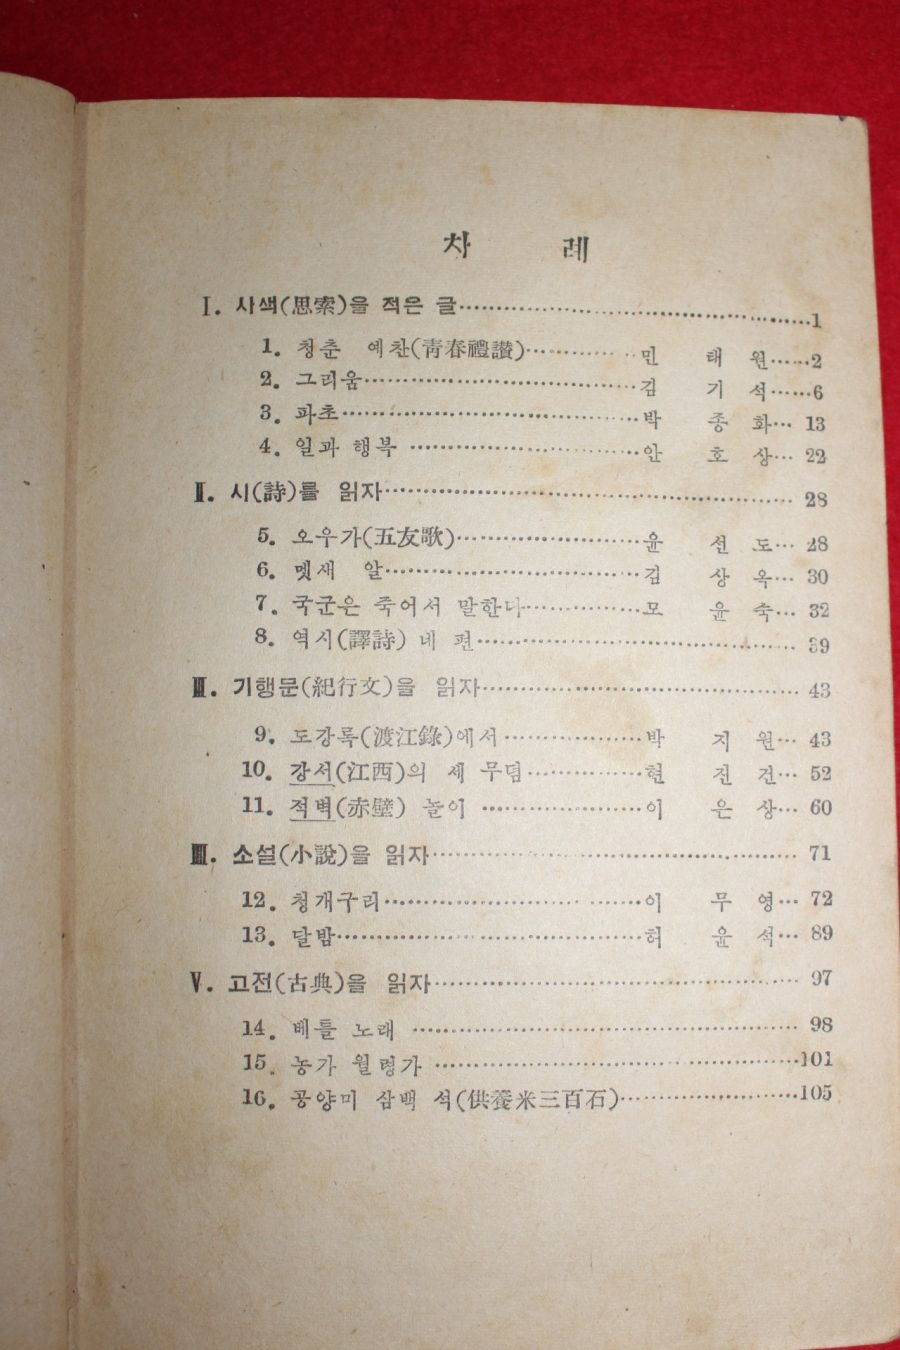 차 례
Ⅰ. 사색(思索)을 적은 글……………………………………1
1. 청춘 예찬(靑春禮讚)……………민 태 원……2
2. 그리움……………………………김 기 석……6
3. 파초………………………………박 종 화… 13
4. 일과 행복 ………………………안 호 상… 22
Ⅱ. 시(詩)를 읽자…………………………………………… 28
5. 오우가(五友歌)…………………윤 선 도… 28
6. 멧새 알…………………………김 상 옥… 30
7. 국군은 죽어서 말한다…………모 윤 숙… 32
8. 역시(譯詩) 네 편……………………………… 39
Ⅲ. 기행문(紀行文)을 읽자………………………………… 43
9. 도강록(渡江錄)에서……………박 지 원… 43
10. 강서(江西)의 세 무덤…………현 진 건… 52
11. 적벽(赤壁) 놀이 ………………이 은 상… 60
Ⅲ. 소설(小說)을 읽자……………………………………… 71
12. 청개구리…………………………이 무 영… 72
13. 달밤………………………………허 윤 석… 89
Ⅴ. 고전(古典)을 읽자……………………………………… 97
14. 베틀 노래 ……………………………………… 98
15. 농가 월령가 ……………………………………101
16. 공양미 삼백 석(供養米三百石)…………………105